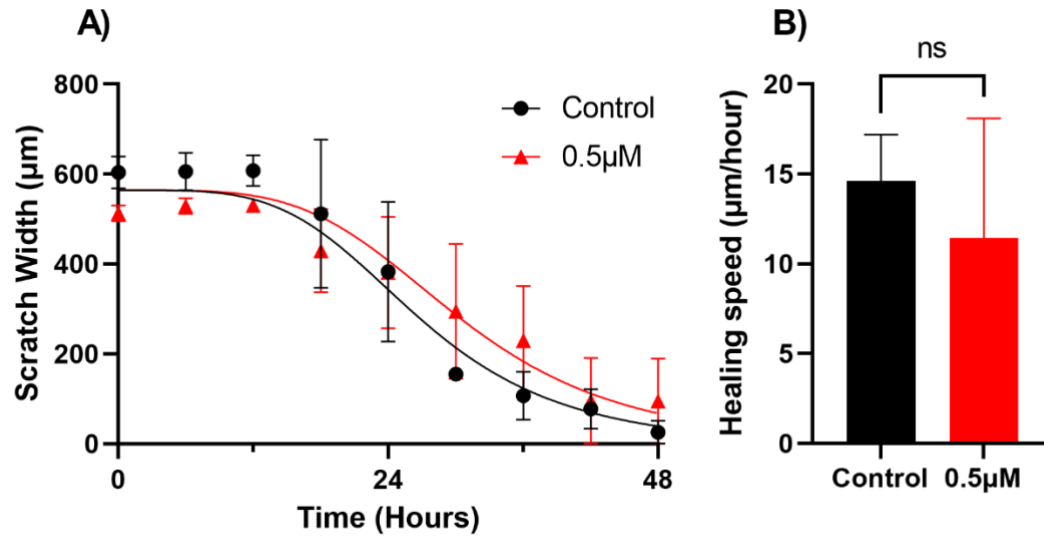 A)
Scratch Width (µm)
800
600
400
200
0
0
24
48
Time (Hours)
Control
0.5µM
B)
ns
Healing speed (µm/hour)
20
15
10
5
0
Control 0.5µM